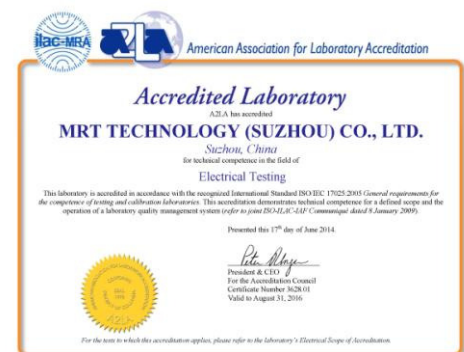 ilac-MRA
A2LA
American Association for Laboratory Accreditation
Accredited Laboratory
A2LA has accredited
MRT TECHNOLOGY (SUZHOU) CO., LTD.
Suzhou, China
for technical competence in the field of
Electrical Testing
This laboratory is accredited in accordance with the recognized International Standard ISO/IEC 17025:2005 General requirements for
the competence of testing and calibration laboratories. This accreditation demonstrates technical competence for a defined scope and the
operation of a laboratory quality management system (refer to joint ISO-ILAC-IAF Communiqué dated 8 January 2009).
Presented this 17th day of June 2014.
President & CEO
For the Accreditation Council
Certificate Number 3628.01
Valid to August 31, 2016
A2LA
For the tests to which this accreditation applies, please refer to the laboratory's Electrical Scope of Accreditation.